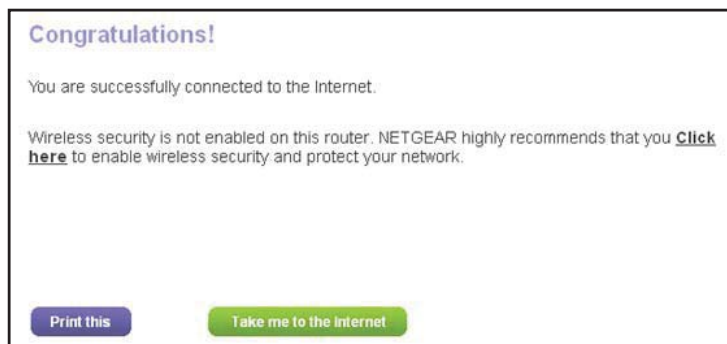 Congratulations!
You are successfully connected to the Internet.
Wireless security is not enabled on this router. NETGEAR highly recommends that you Click
here to enable wireless security and protect your network.
Print this
Take me to the Internet